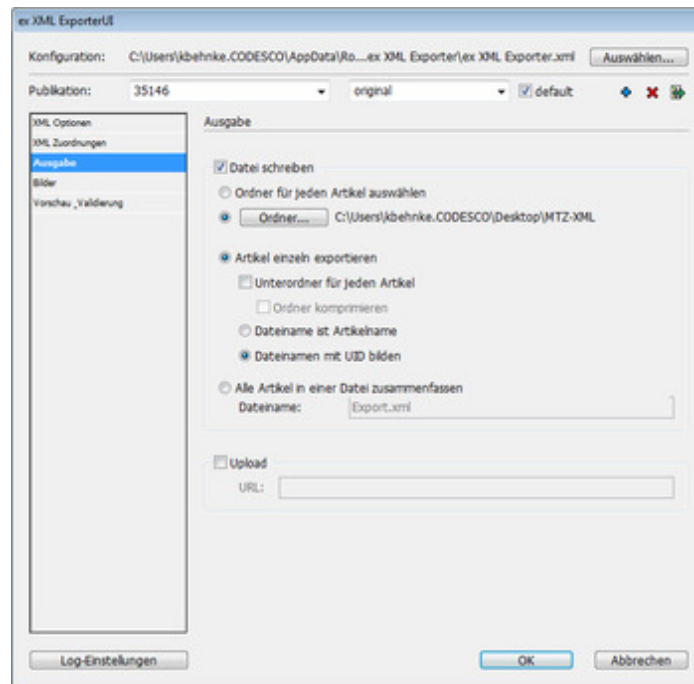 ex XML ExporterUI
Konfiguration: C:\Users\kbehnke.CODESCO\AppData\Ro...ex XML Exporter\ex XML Exporter.xml Auswählen...
Publikation: 35146 original default
XML Optionen
XML Zuordnungen
Ausgabe
Bilder
Vorschau_Validierung
Ausgabe
Datei schreiben
Ordner für jeden Artikel auswählen
Ordner... C:\Users\kbehnke.CODESCO\Desktop\MTZ-XML
Artikel einzeln exportieren
Unterordner für jeden Artikel
Ordner komprimieren
Dateiname ist Artikelname
Dateinamen mit UID bilden
Alle Artikel in einer Datei zusammenfassen
Dateiname: Export.xml
Upload
URL:
Log-Einstellungen OK Abbrechen